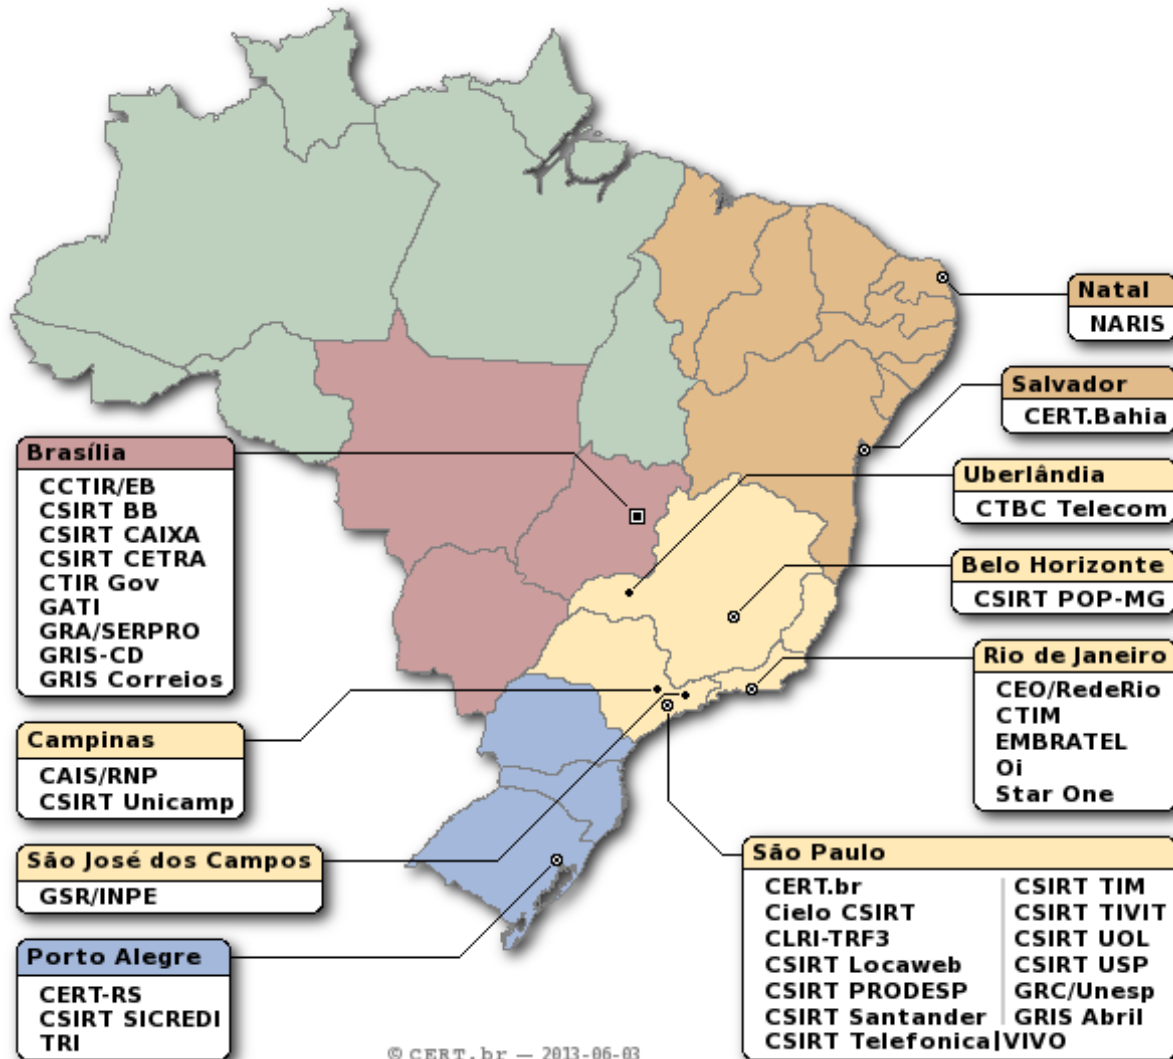 Natal
NARIS
Salvador
CERT.Bahia
Uberlândia
CTBC Telecom
Belo Horizonte
CSIRT POP-MG
Rio de Janeiro
CEO/RedeRio
CTIM
EMBRATEL
Oi
Star One
Brasília
CCTIR/EB
CSIRT BB
CSIRT CAIXA
CSIRT CETRA
CTIR Gov
GATI
GRA/SERPRO
GRIS-CD
GRIS Correios
Campinas
CAIS/RNP
CSIRT Unicamp
São José dos Campos
GSR/INPE
Porto Alegre
CERT-RS
CSIRT SICREDI
TRI
São Paulo
CERT.br
Cielo CSIRT
CLRI-TRF3
CSIRT Locaweb
CSIRT PRODESP
CSIRT Santander
CSIRT Telefonica|VIVO
CSIRT TIM
CSIRT TIVIT
CSIRT UOL
CSIRT USP
GRC/Unesp
GRIS Abril
© CERT.br — 2013-06-03